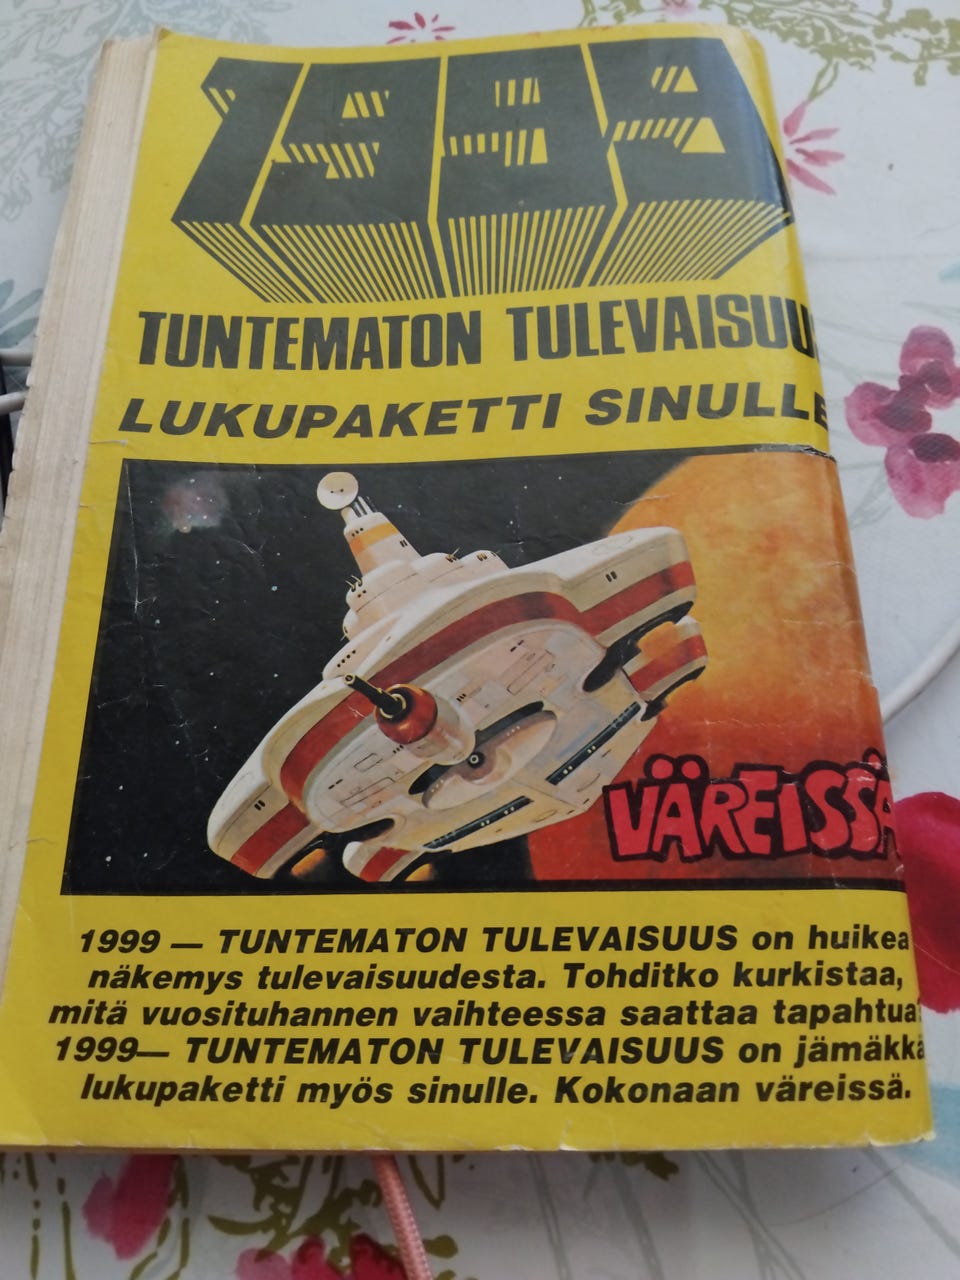 1999
TUNTEMATON TULEVAISUUS
LUKUPAKETTI SINULLE
VÄREISSÄ
1999 — TUNTEMATON TULEVAISUUS on huikea
näkemys tulevaisuudesta. Tohditko kurkistaa,
mitä vuosituhannen vaihteessa saattaa tapahtua?
1999— TUNTEMATON TULEVAISUUS on jämäkkä
lukupaketti myös sinulle. Kokonaan väreissä.